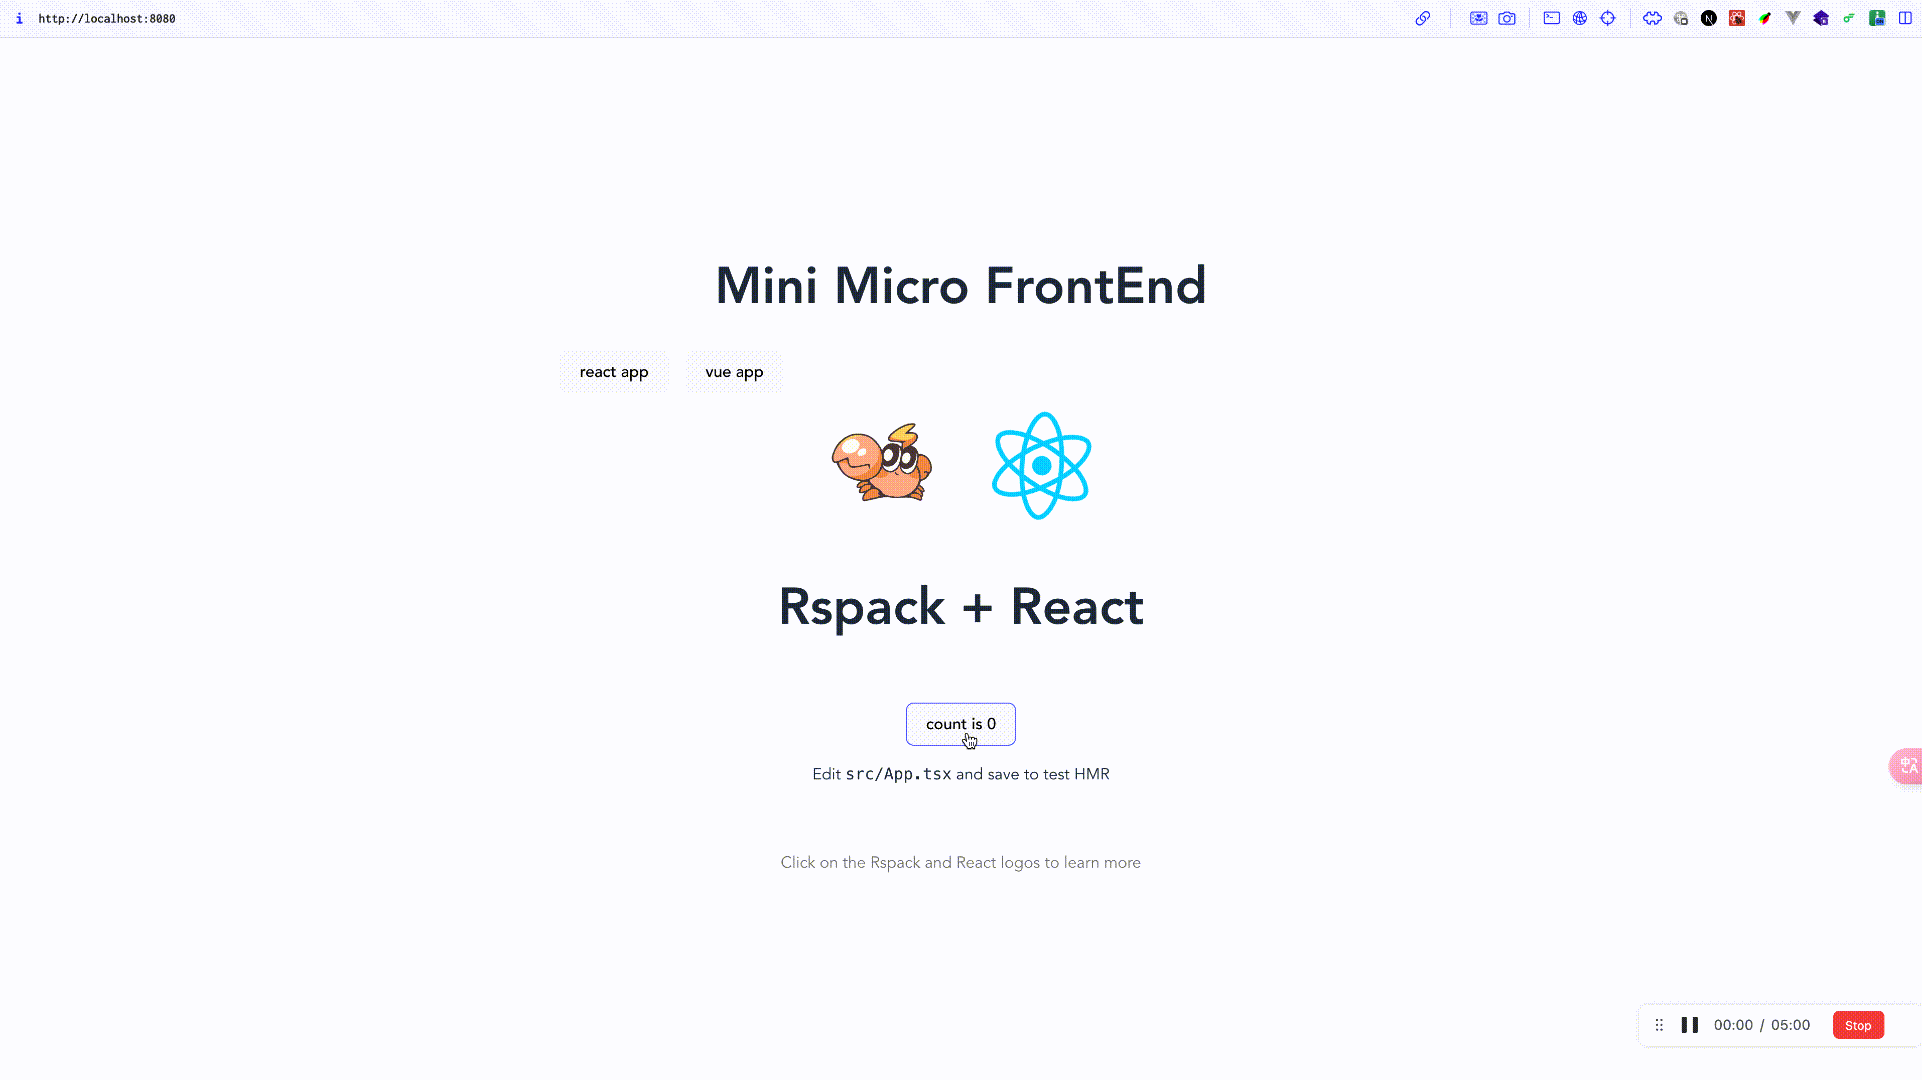 i http://localhost:8080
N
Mini Micro FrontEnd
react app vue app
Rspack + React
count is 0
Edit src/App.tsx and save to test HMR
中 A
Click on the Rspack and React logos to learn more
00:00 / 05:00 Stop